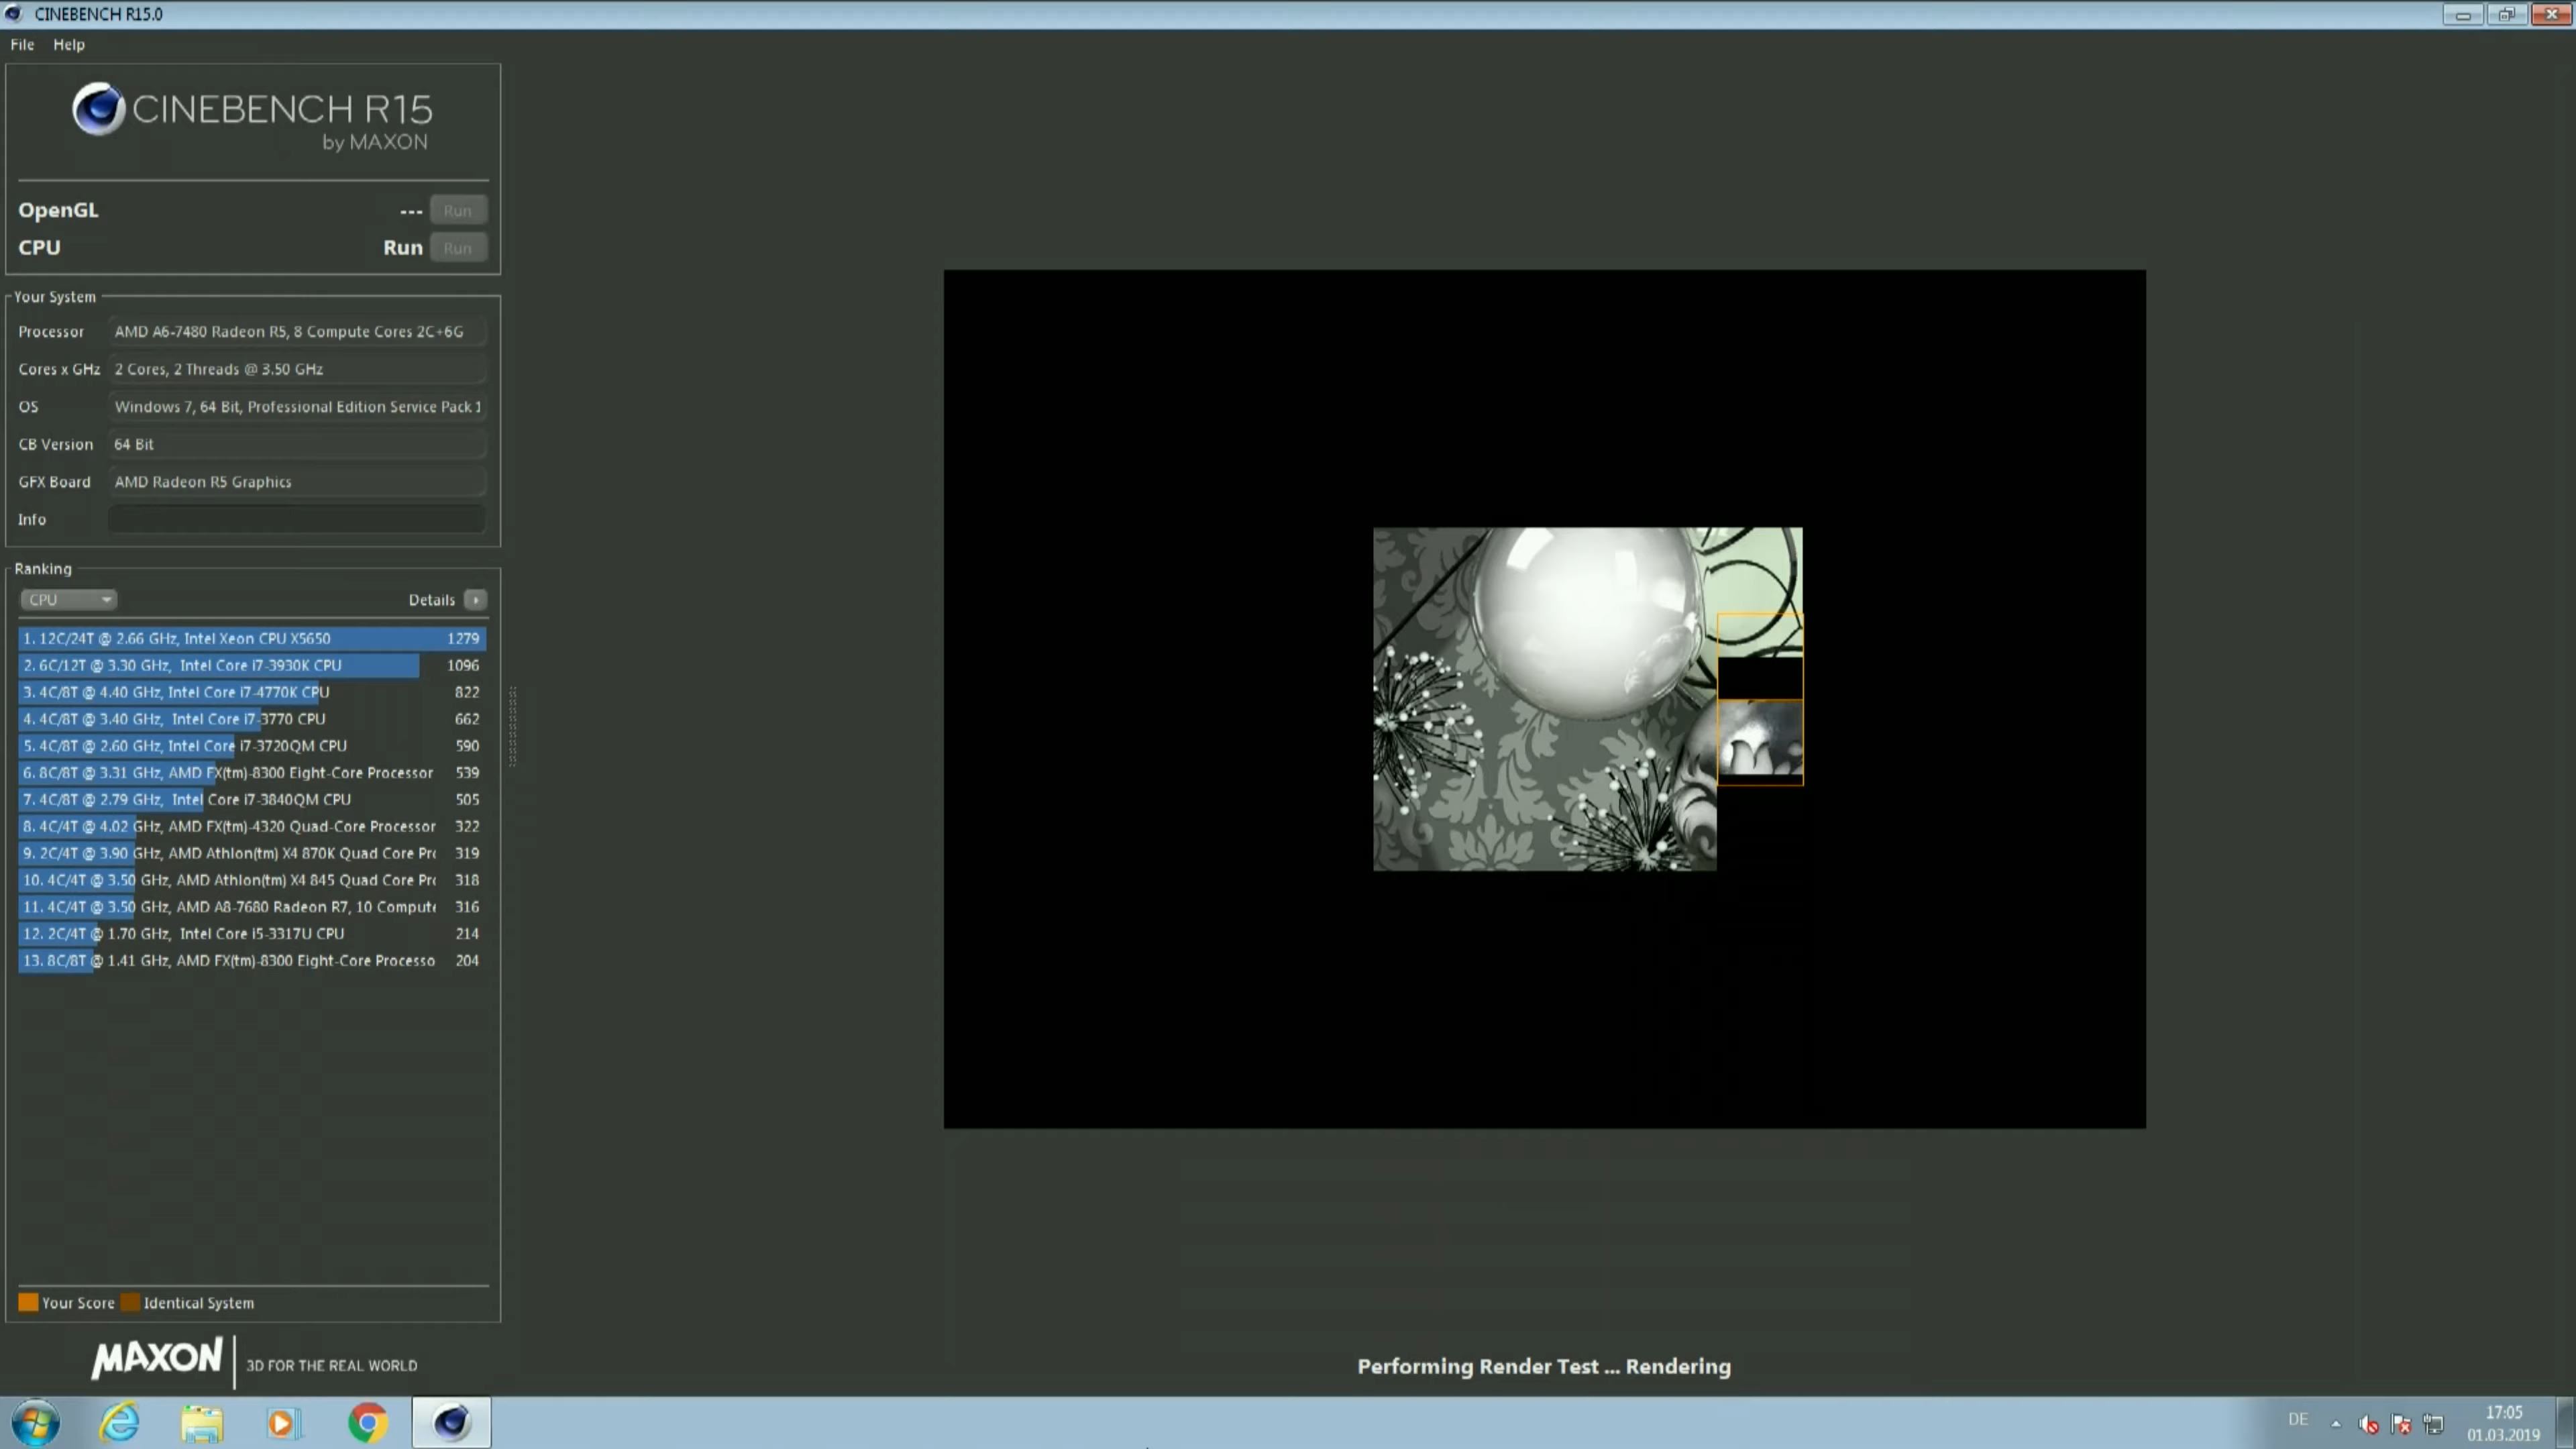 CINEBENCH R15.0
File Help
CINEBENCH R15
by MAXON
OpenGL --- Run
CPU Run Run
Your System
Processor AMD A6-7480 Radeon R5, 8 Compute Cores 2C+6G
Cores x GHz 2 Cores, 2 Threads @ 3.50 GHz
OS Windows 7, 64 Bit, Professional Edition Service Pack 1
CB Version 64 Bit
GFX Board AMD Radeon R5 Graphics
Info
Ranking
CPU Details
1. 12C/24T @ 2.66 GHz, Intel Xeon CPU X5650 1279
2. 6C/12T @ 3.30 GHz, Intel Core i7-3930K CPU 1096
3. 4C/8T @ 4.40 GHz, Intel Core i7-4770K CPU 822
4. 4C/8T @ 3.40 GHz, Intel Core i7-3770 CPU 662
5. 4C/8T @ 2.60 GHz, Intel Core i7-3720QM CPU 590
6. 8C/8T @ 3.31 GHz, AMD FX(tm)-8300 Eight-Core Processor 539
7. 4C/8T @ 2.79 GHz, Intel Core i7-3840QM CPU 505
8. 4C/4T @ 4.02 GHz, AMD FX(tm)-4320 Quad-Core Processor 322
9. 2C/4T @ 3.90 GHz, AMD Athlon(tm) X4 870K Quad Core Pro 319
10. 4C/4T @ 3.50 GHz, AMD Athlon(tm) X4 845 Quad Core Pro 318
11. 4C/4T @ 3.50 GHz, AMD A8-7680 Radeon R7, 10 Compute 316
12. 2C/4T @ 1.70 GHz, Intel Core i5-3317U CPU 214
13. 8C/8T @ 1.41 GHz, AMD FX(tm)-8300 Eight-Core Processo 204
Your Score Identical System
MAXON 3D FOR THE REAL WORLD
Performing Render Test ... Rendering
DE
17:05
01.03.2019